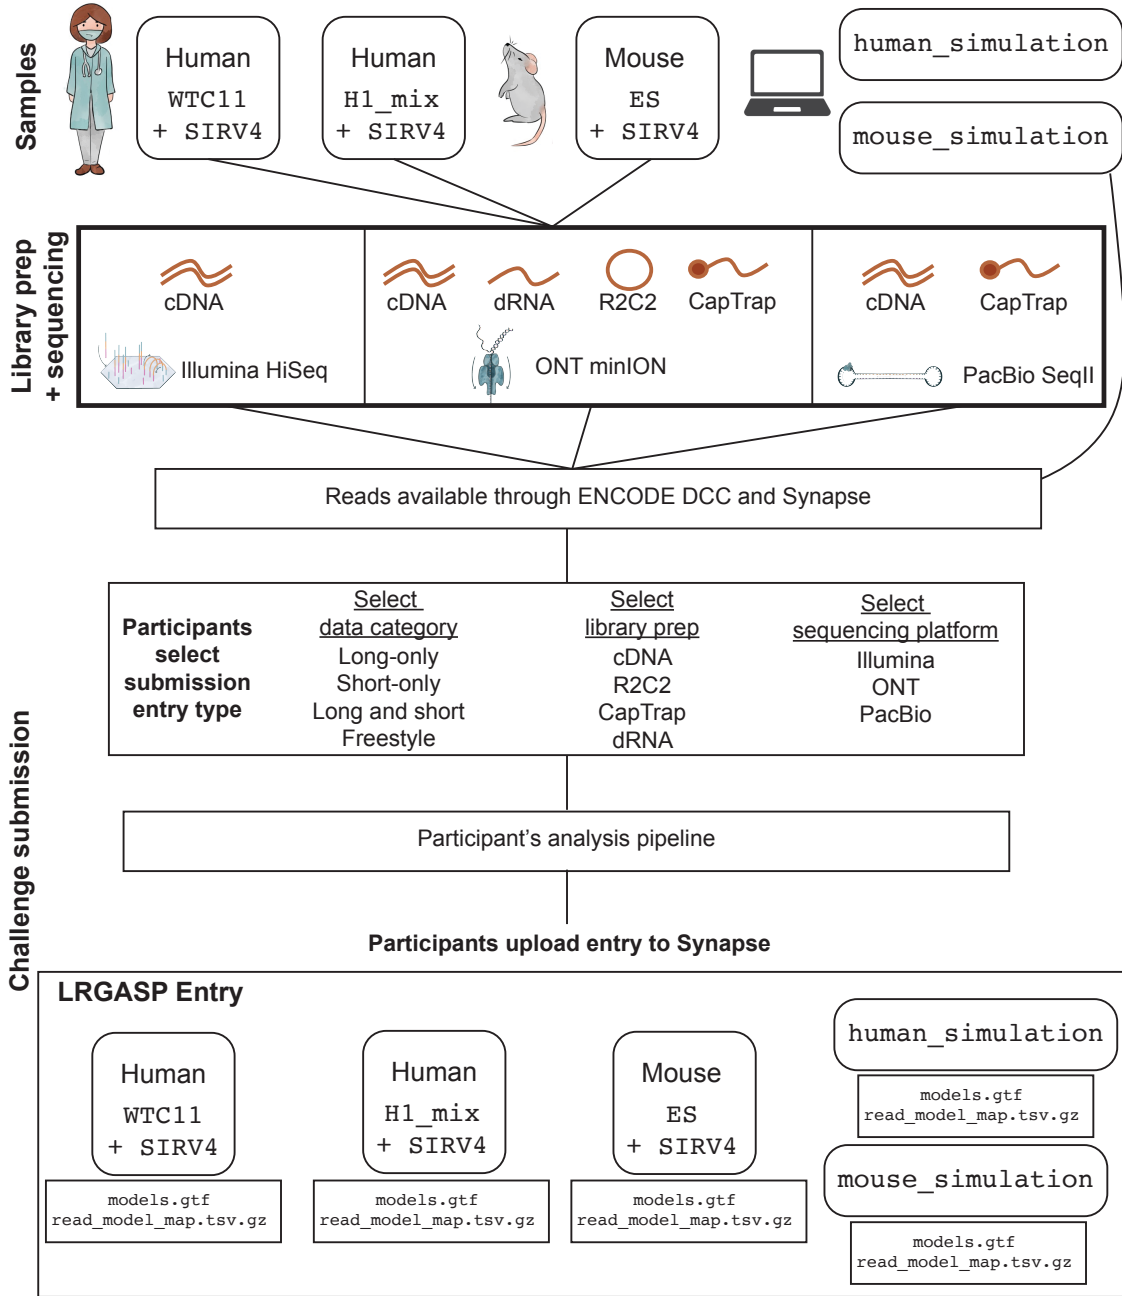 Samples
Human
WTC11
+ SIRV4
Human
H1_mix
+ SIRV4
Mouse
ES
+ SIRV4
human_simulation
mouse_simulation
Library prep
+ sequencing
cDNA
Illumina HiSeq
cDNA
dRNA
R2C2
CapTrap
ONT minION
cDNA
CapTrap
PacBio SeqII
Reads available through ENCODE DCC and Synapse
Challenge submission
Participants
select
submission
entry type
Select
data category
Long-only
Short-only
Long and short
Freestyle
Select
library prep
cDNA
R2C2
CapTrap
dRNA
Select
sequencing platform
Illumina
ONT
PacBio
Participant's analysis pipeline
Participants upload entry to Synapse
LRGASP Entry
Human
WTC11
+ SIRV4
models.gtf
read_model_map.tsv.gz
Human
H1_mix
+ SIRV4
models.gtf
read_model_map.tsv.gz
Mouse
ES
+ SIRV4
models.gtf
read_model_map.tsv.gz
human_simulation
models.gtf
read_model_map.tsv.gz
mouse_simulation
models.gtf
read_model_map.tsv.gz